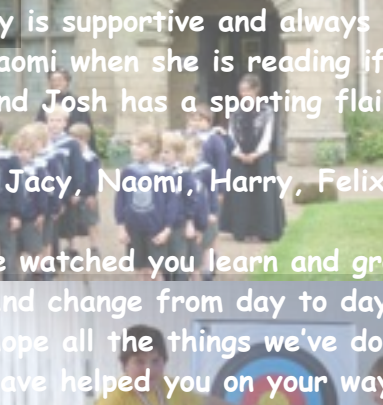 y is supportive and always
aomi when she is reading if
nd Josh has a sporting flai
Jacy, Naomi, Harry, Felix
e watched you learn and gr
nd change from day to day
ope all the things we've do
ave helped you on your way